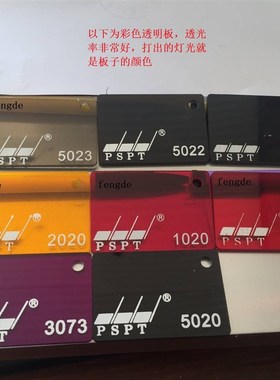 以下为彩色透明板，透光
率非常好，打出的灯光就
是板子的颜色
fengde
PSPT
®
5023
PSPT
®
5022
fengde
2020
®
fengde
PSPT
®
1020
fengde
®
3073
PSPT
®
5020